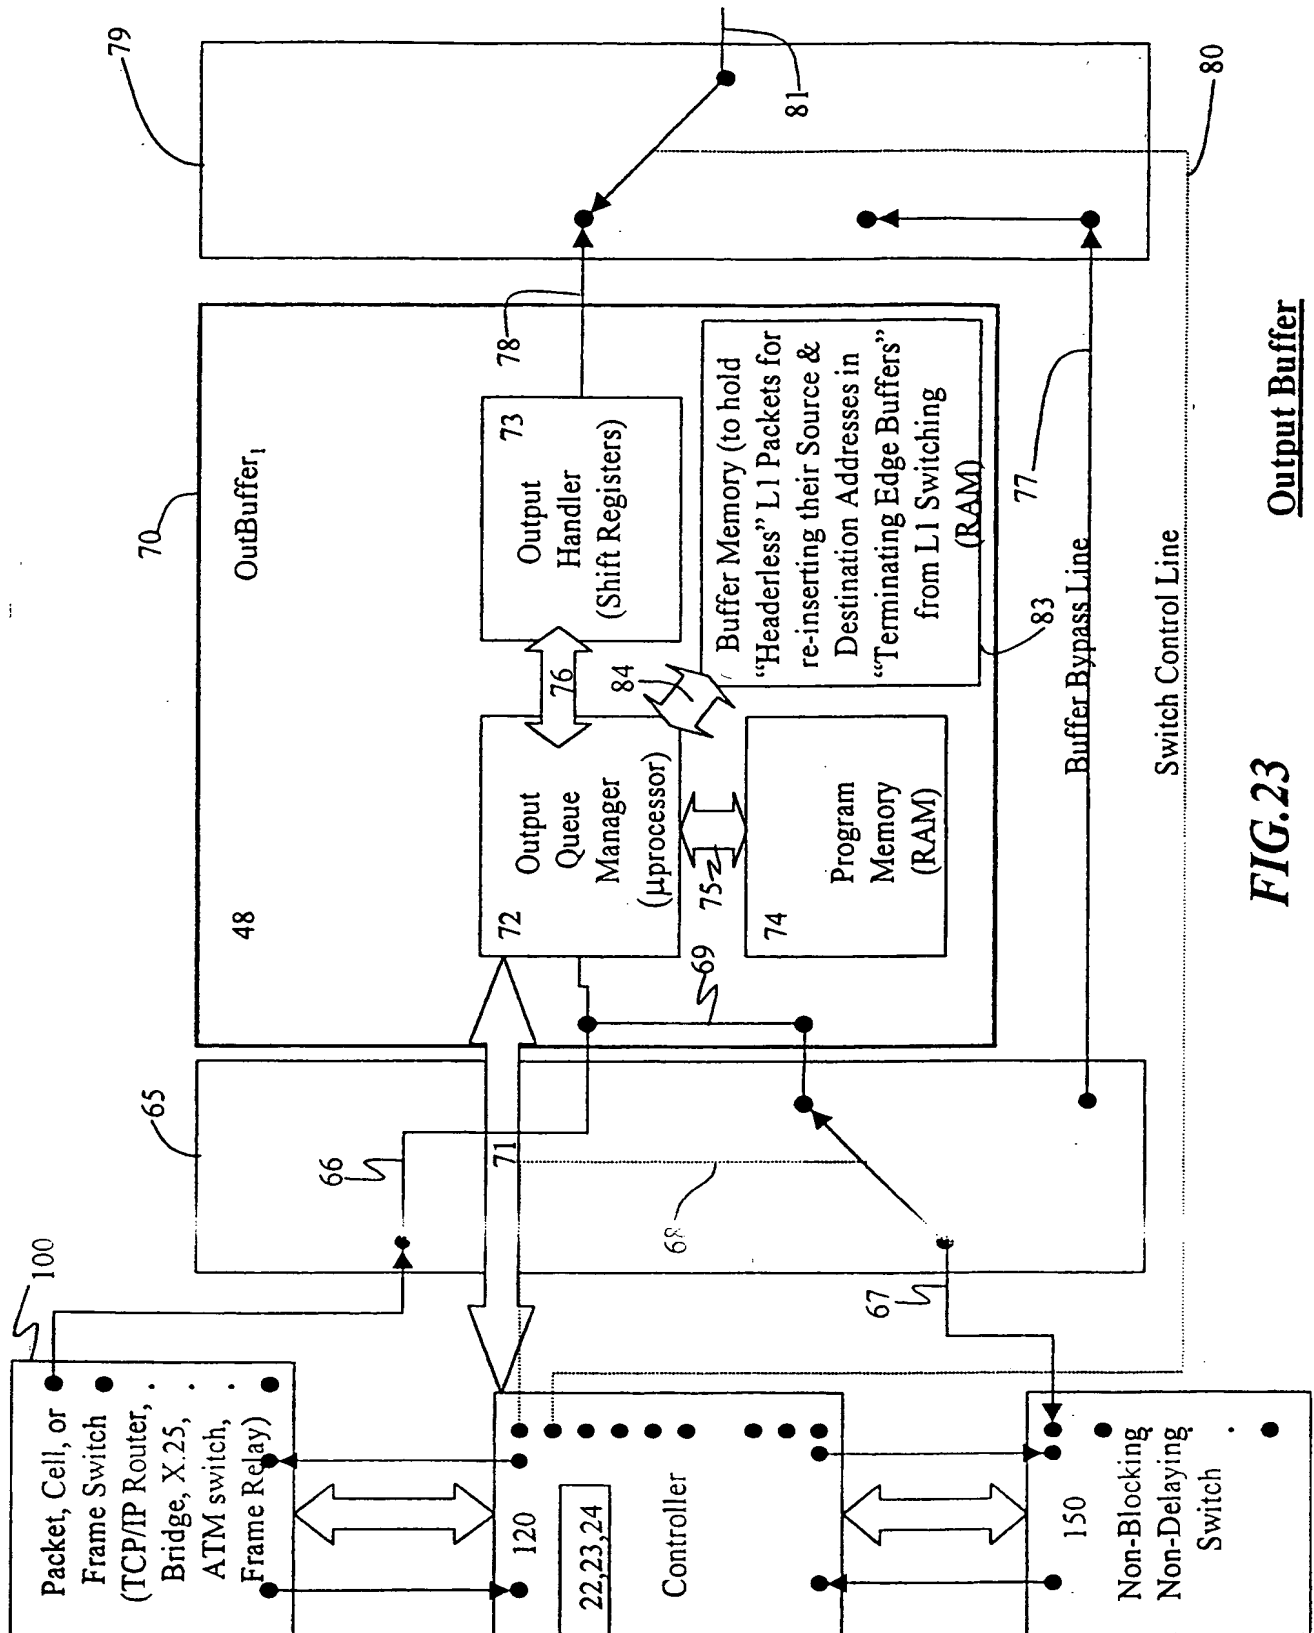 100
Packet, Cell, or
Frame Switch
(TCP/IP Router,
Bridge, X.25,
ATM switch,
Frame Relay)
120
22,23,24
Controller
150
Non-Blocking
Non-Delaying
Switch
65
66
71
68
67
70
OutBuffer1
48
72
Output
Queue
Manager
(µprocessor)
76
73
Output
Handler
(Shift Registers)
78
69
75
84
74
Program
Memory
(RAM)
Buffer Memory (to hold
“Headerless” L1 Packets for
re-inserting their Source &
Destination Addresses in
“Terminating Edge Buffers”
from L1 Switching
(RAM)
83
77
Buffer Bypass Line
Switch Control Line
79
81
80
Output Buffer
FIG.23